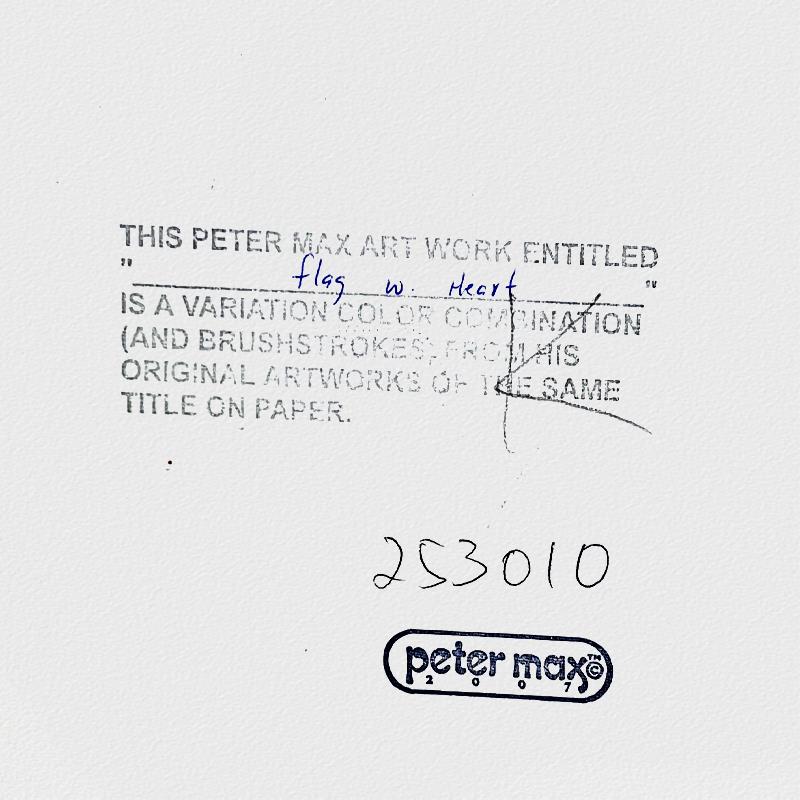 THIS PETER MAX ART WORK ENTITLED
" flag w. Heart "
IS A VARIATION COLOR COMBINATION
(AND BRUSHSTROKES), FROM HIS
ORIGINAL ARTWORKS OF THE SAME
TITLE ON PAPER.
253010
peter max™©
2007